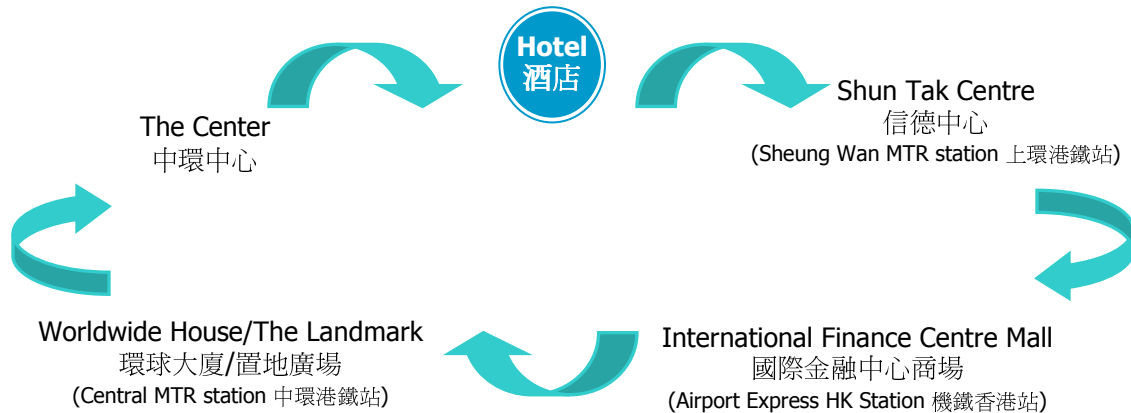 Hotel
酒店
Shun Tak Centre
信德中心
(Sheung Wan MTR station 上環港鐵站)
The Center
中環中心
Worldwide House/The Landmark
環球大廈/置地廣場
(Central MTR station 中環港鐵站)
International Finance Centre Mall
國際金融中心商場
(Airport Express HK Station 機鐵香港站)